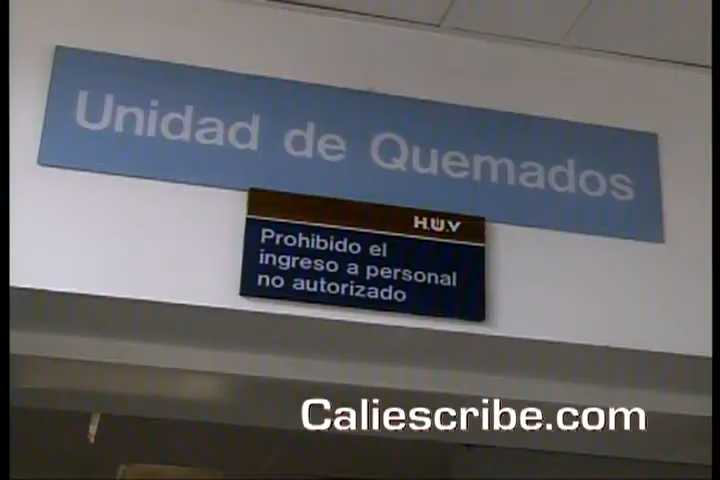 Unidad de Quemados
H.U.V
Prohibido el
ingreso a personal
no autorizado
Caliescribe.com